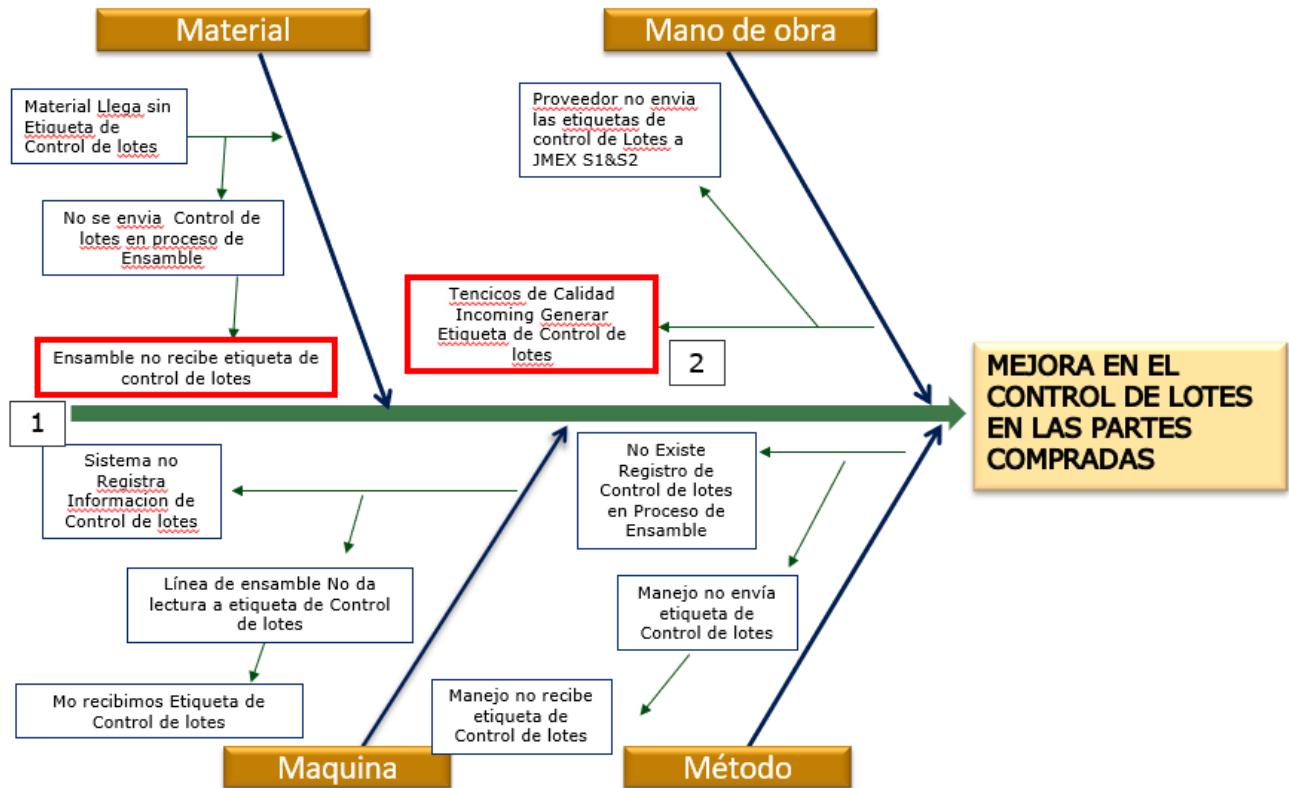 Material
Mano de obra
Material Llega sin
Etiqueta de
Control de lotes
Proveedor no envia
las etiquetas de
control de Lotes a
JMEX S1&S2
No se envia Control de
lotes en proceso de
Ensamble
Tencicos de Calidad
Incoming Generar
Etiqueta de Control de
lotes
2
Ensamble no recibe etiqueta de
control de lotes
1
MEJORA EN EL
CONTROL DE LOTES
EN LAS PARTES
COMPRADAS
Sistema no
Registra
Informacion de
Control de lotes
No Existe
Registro de
Control de lotes
en Proceso de
Ensamble
Línea de ensamble No da
lectura a etiqueta de Control
de lotes
Manejo no envía
etiqueta de
Control de lotes
Mo recibimos Etiqueta de
Control de lotes
Manejo no recibe
etiqueta de
Control de lotes
Maquina
Método